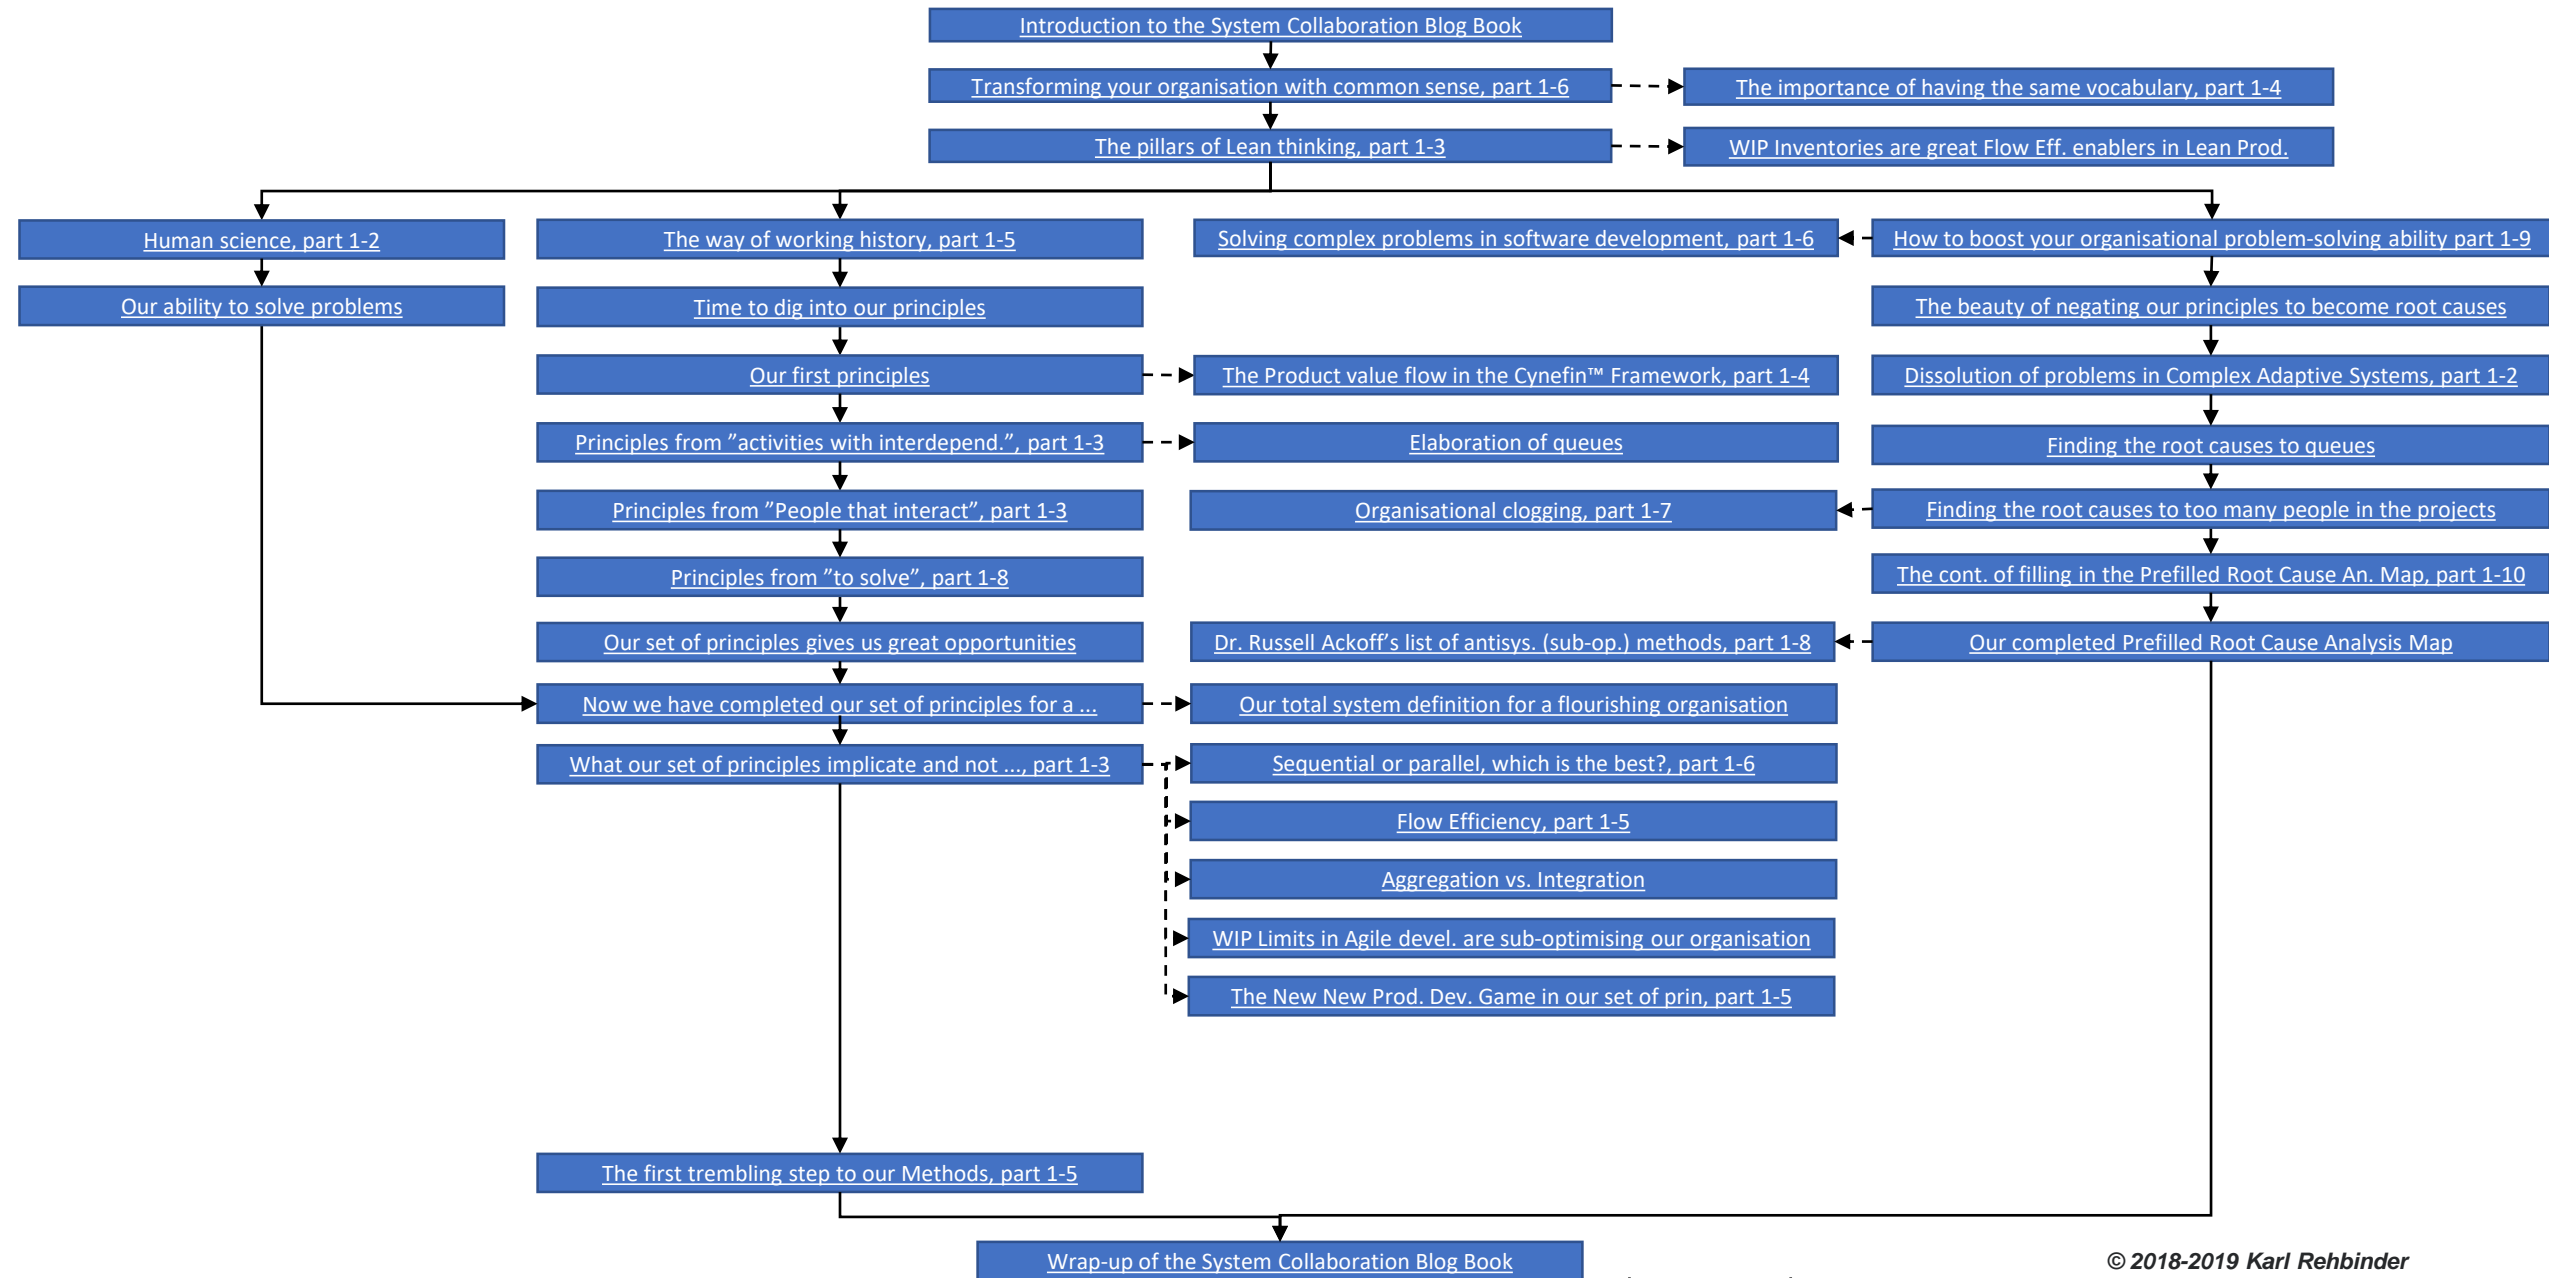 Introduction to the System Collaboration Blog Book
Transforming your organisation with common sense, part 1-6
The importance of having the same vocabulary, part 1-4
The pillars of Lean thinking, part 1-3
WIP Inventories are great Flow Eff. enablers in Lean Prod.
Human science, part 1-2
The way of working history, part 1-5
Solving complex problems in software development, part 1-6
How to boost your organisational problem-solving ability part 1-9
Our ability to solve problems
Time to dig into our principles
The beauty of negating our principles to become root causes
Our first principles
The Product value flow in the Cynefin™ Framework, part 1-4
Dissolution of problems in Complex Adaptive Systems, part 1-2
Principles from ”activities with interdepend.”, part 1-3
Elaboration of queues
Finding the root causes to queues
Principles from ”People that interact”, part 1-3
Organisational clogging, part 1-7
Finding the root causes to too many people in the projects
Principles from ”to solve”, part 1-8
The cont. of filling in the Prefilled Root Cause An. Map, part 1-10
Our set of principles gives us great opportunities
Dr. Russell Ackoff’s list of antisys. (sub-op.) methods, part 1-8
Our completed Prefilled Root Cause Analysis Map
Now we have completed our set of principles for a ...
Our total system definition for a flourishing organisation
What our set of principles implicate and not ..., part 1-3
Sequential or parallel, which is the best?, part 1-6
Flow Efficiency, part 1-5
Aggregation vs. Integration
WIP Limits in Agile devel. are sub-optimising our organisation
The New New Prod. Dev. Game in our set of prin, part 1-5
The first trembling step to our Methods, part 1-5
Wrap-up of the System Collaboration Blog Book
© 2018-2019 Karl Rehbinder